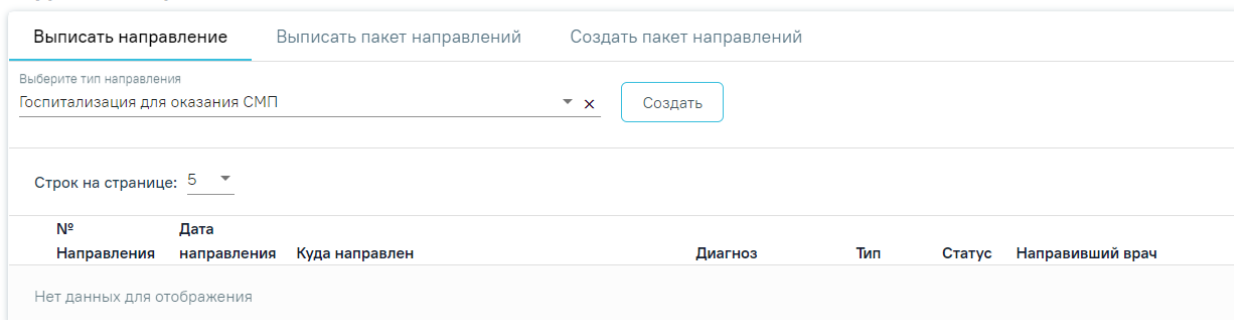 Выписать направление Выписать пакет направлений Создать пакет направлений
Выберите тип направления
Госпитализация для оказания СМП
Создать
Строк на странице: 5
№ Направления Дата направления Куда направлен Диагноз Тип Статус Направивший врач
Нет данных для отображения